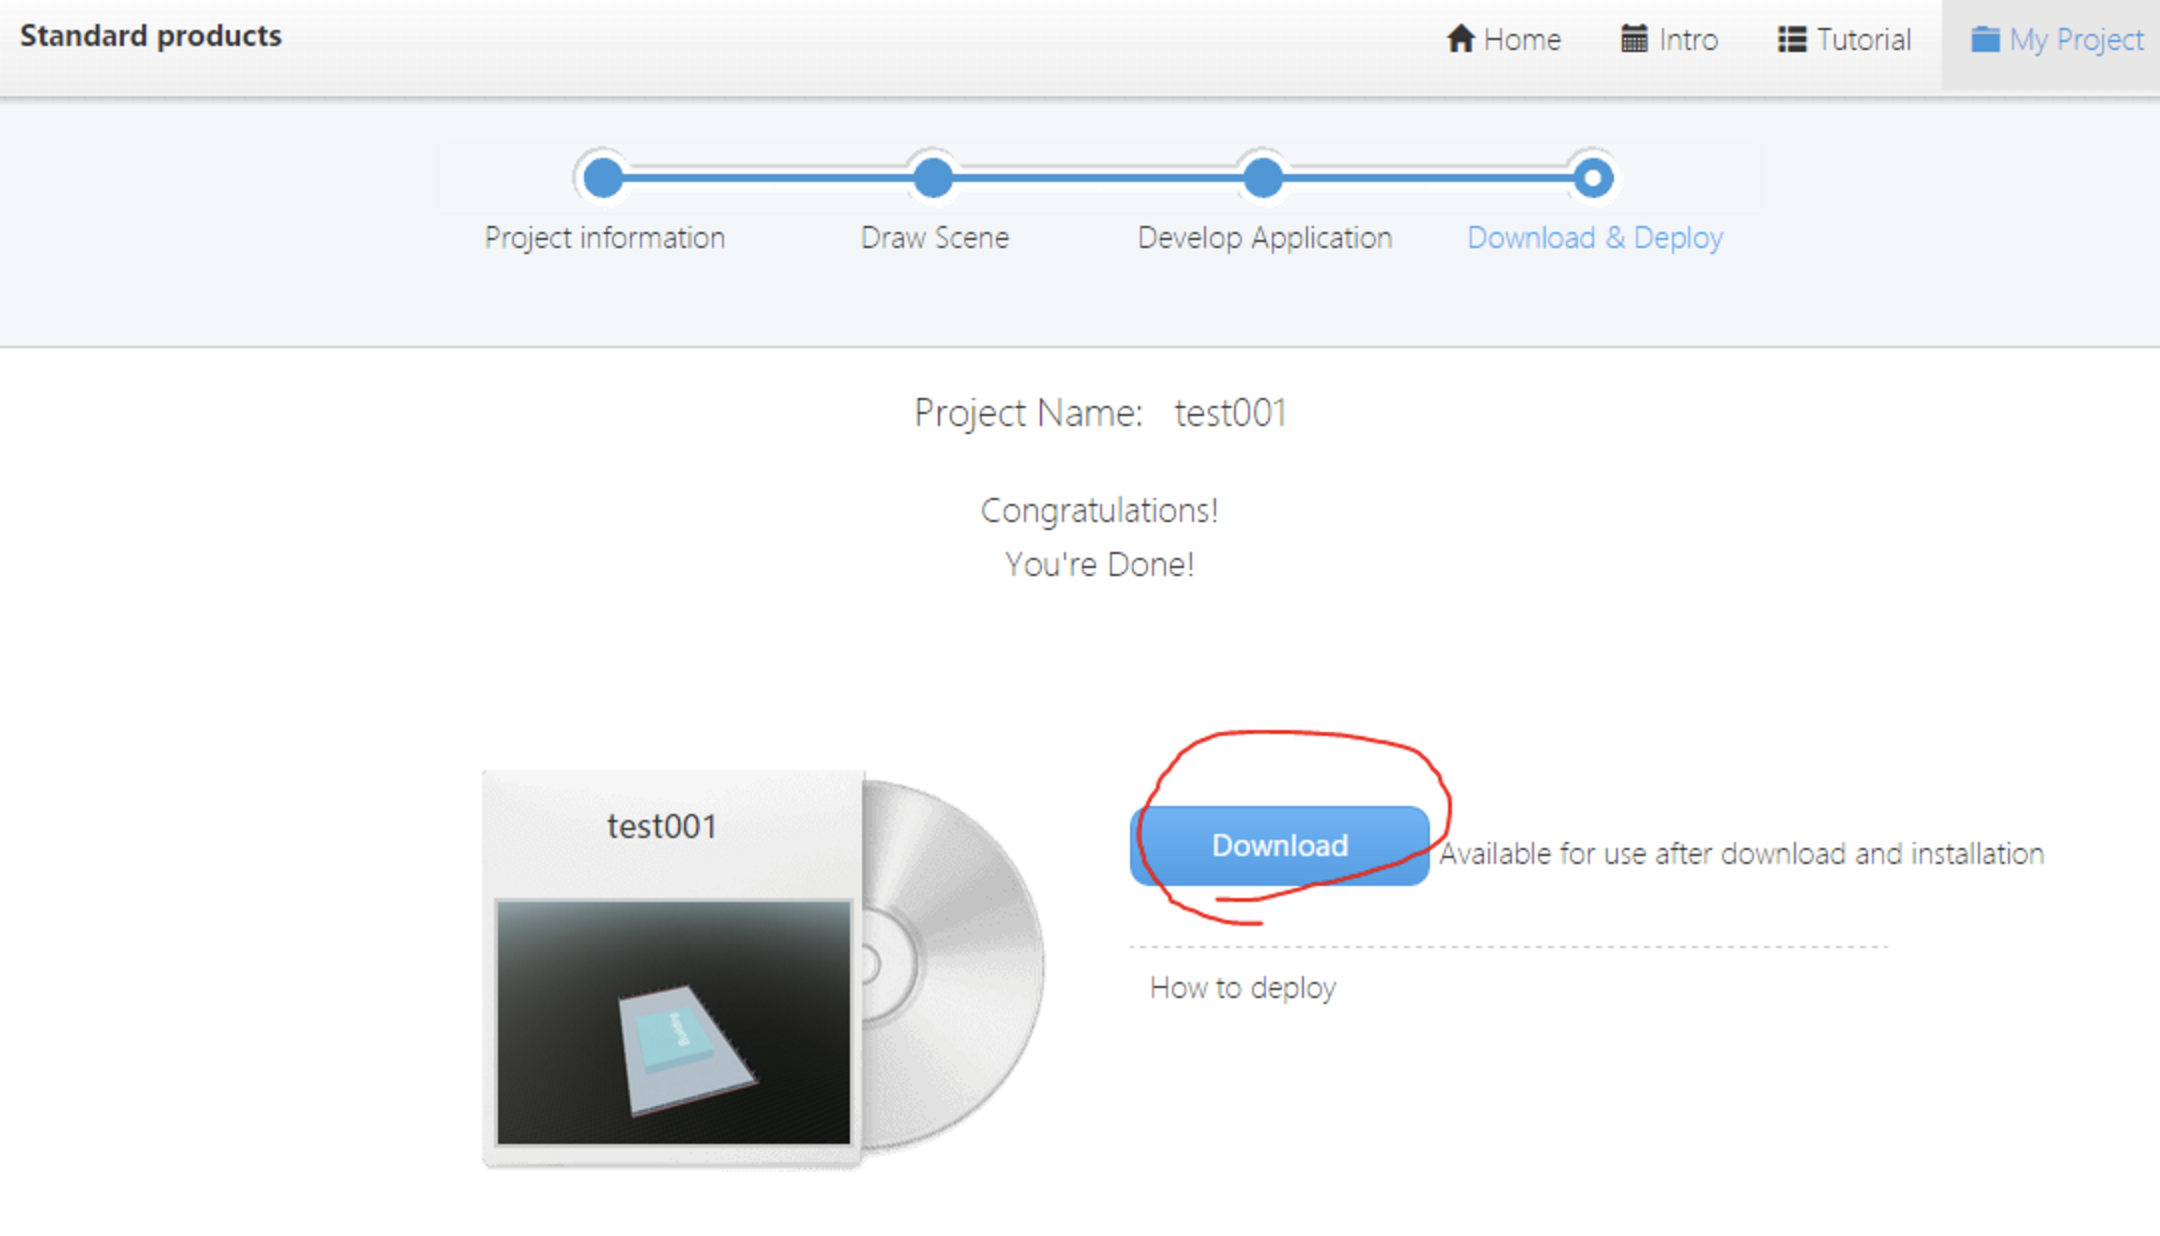 Standard products
Home Intro Tutorial My Project
Project information Draw Scene Develop Application Download & Deploy
Project Name: test001
Congratulations!
You're Done!
test001
Building
Download Available for use after download and installation
How to deploy